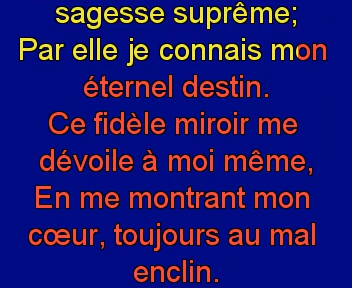 sagesse suprême;
Par elle je connais mon
éternel destin.
Ce fidèle miroir me
dévoile à moi même,
En me montrant mon
cœur, toujours au mal
enclin.